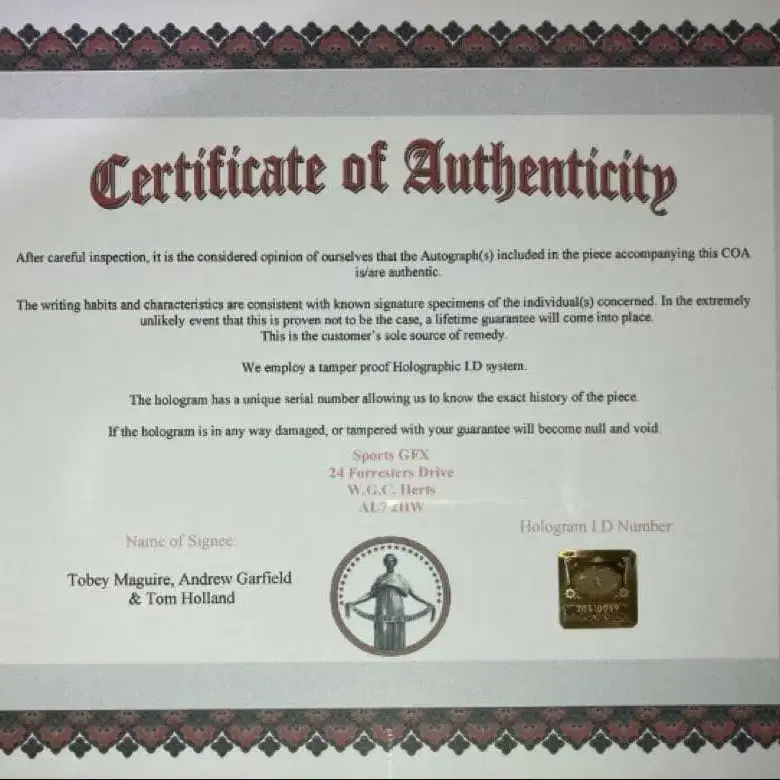 Certificate of Authenticity
After careful inspection, it is the considered opinion of ourselves that the Autograph(s) included in the piece accompanying this COA
is/are authentic.
The writing habits and characteristics are consistent with known signature specimens of the individual(s) concerned. In the extremely
unlikely event that this is proven not to be the case, a lifetime guarantee will come into place.
This is the customer's sole source of remedy.
We employ a tamper proof Holographic I.D system.
The hologram has a unique serial number allowing us to know the exact history of the piece.
If the hologram is in any way damaged, or tampered with your guarantee will become null and void.
Sports GFX
24 Forresters Drive
W.G.C. Herts
AL7
Hologram I.D Number:
Name of Signee:
Tobey Maguire, Andrew Garfield
& Tom Holland